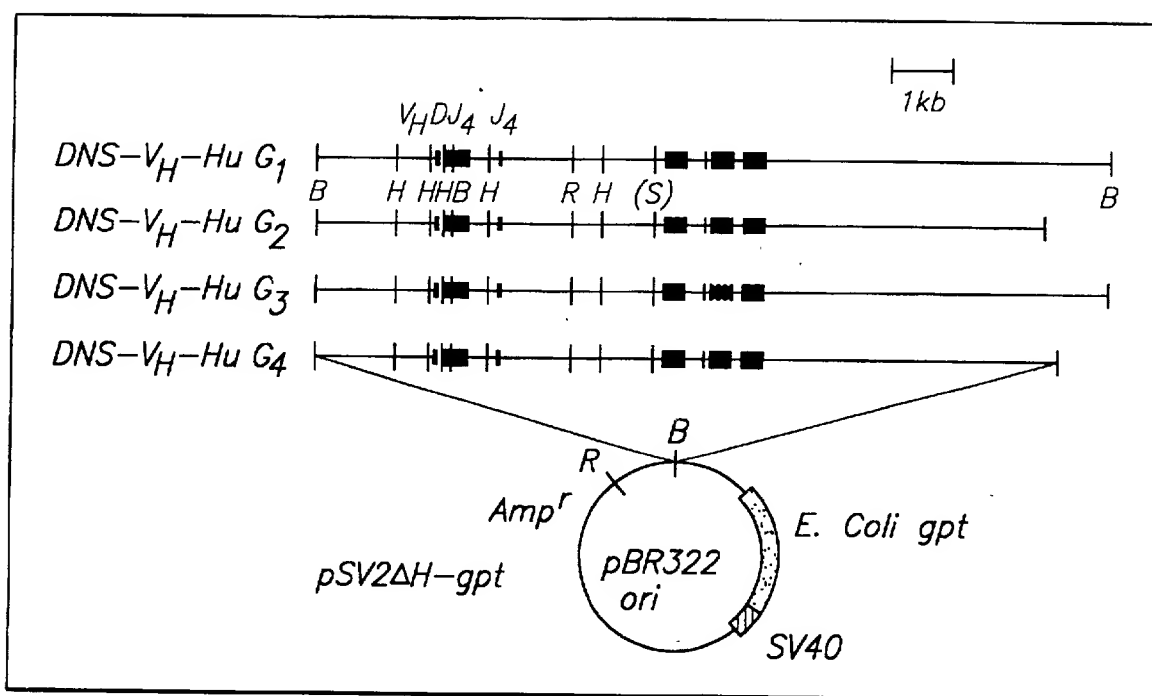 1kb
V_H D J_4 J_4
DNS-V_H-Hu G_1
B H H H B H R H (S) B
DNS-V_H-Hu G_2
DNS-V_H-Hu G_3
DNS-V_H-Hu G_4
B
R
Amp^r
E. Coli gpt
pSV2ΔH-gpt
pBR322
ori
SV40